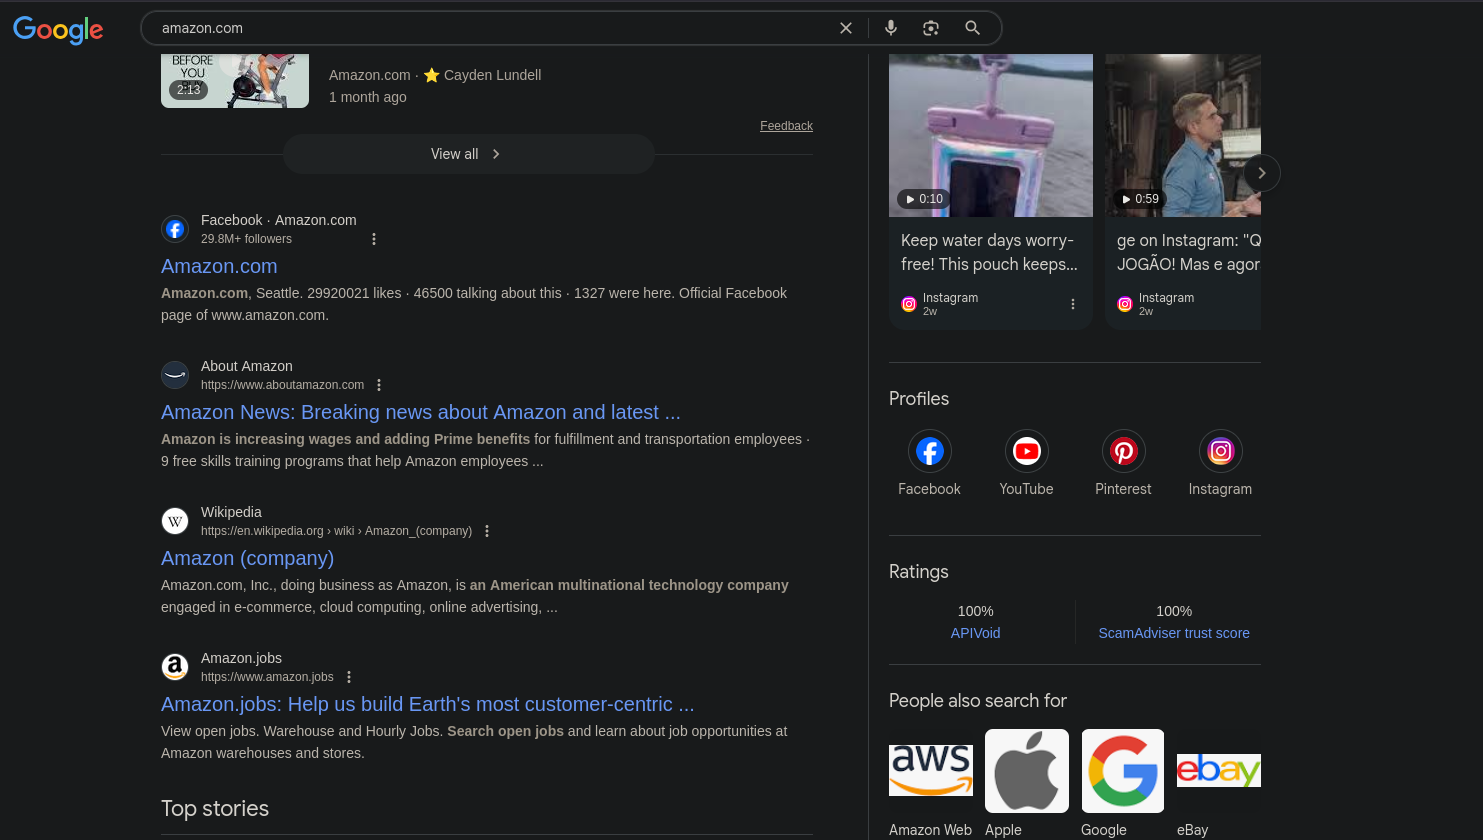 Google
amazon.com
BEFORE
YOU
2:13
Amazon.com · ⭐ Cayden Lundell
1 month ago
Feedback
View all
Facebook · Amazon.com
29.8M+ followers
Amazon.com
Amazon.com, Seattle. 29920021 likes · 46500 talking about this · 1327 were here. Official Facebook
page of www.amazon.com.
About Amazon
https://www.aboutamazon.com
Amazon News: Breaking news about Amazon and latest ...
Amazon is increasing wages and adding Prime benefits for fulfillment and transportation employees ·
9 free skills training programs that help Amazon employees ...
W
Wikipedia
https://en.wikipedia.org › wiki › Amazon_(company)
Amazon (company)
Amazon.com, Inc., doing business as Amazon, is an American multinational technology company
engaged in e-commerce, cloud computing, online advertising, ...
a
Amazon.jobs
https://www.amazon.jobs
Amazon.jobs: Help us build Earth's most customer-centric ...
View open jobs. Warehouse and Hourly Jobs. Search open jobs and learn about job opportunities at
Amazon warehouses and stores.
Top stories
0:10
Keep water days worry-
free! This pouch keeps...
Instagram
2w
0:59
ge on Instagram: "Q
JOGÃO! Mas e agor
Instagram
2w
Profiles
Facebook
YouTube
Pinterest
Instagram
Ratings
100%
APIVoid
100%
ScamAdviser trust score
People also search for
aws
ebay
Amazon Web
Apple
Google
eBay